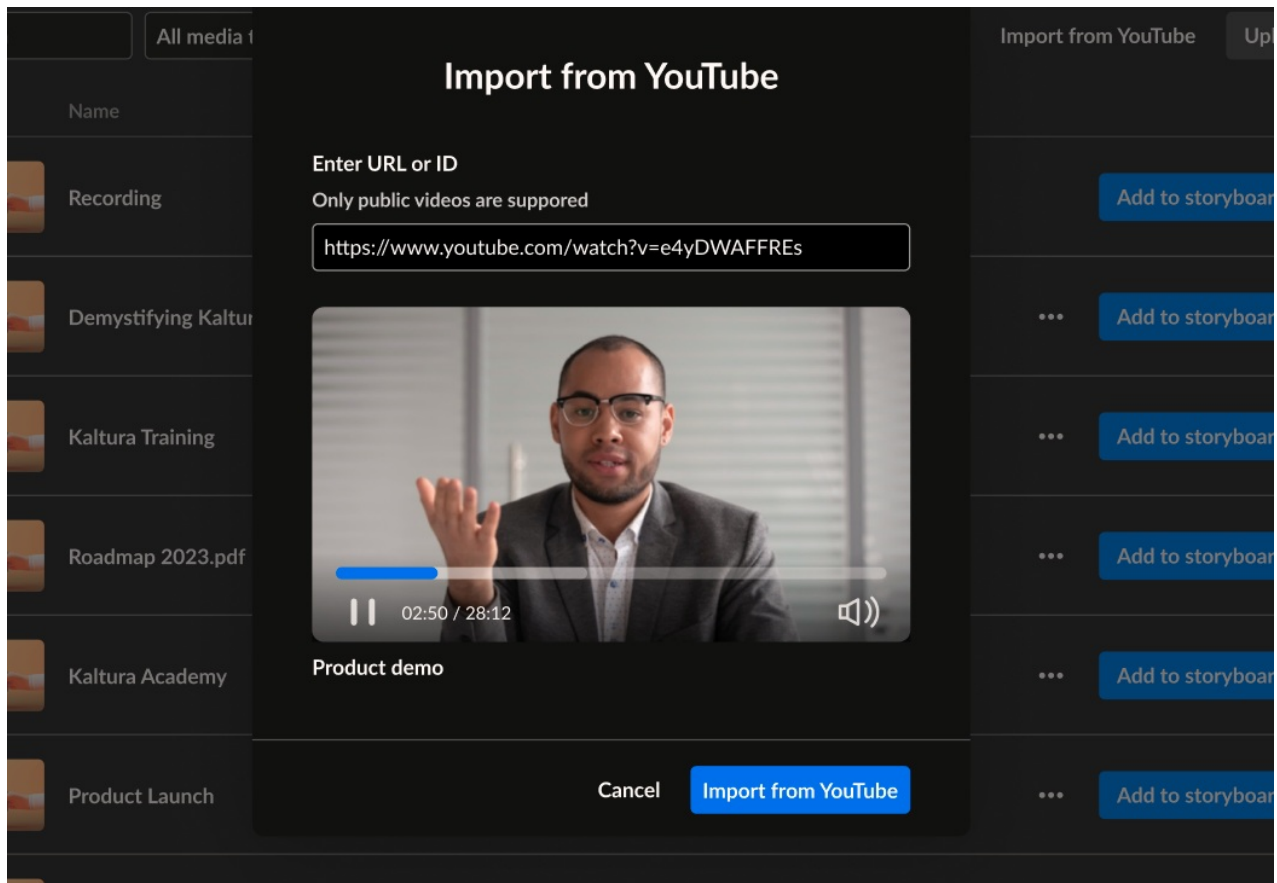 All media t
Import from YouTube
Upl
Import from YouTube
Name
Enter URL or ID
Only public videos are suppored
https://www.youtube.com/watch?v=e4yDWAFFREs
Recording
Add to storyboar
Demystifying Kaltur
Add to storyboar
Kaltura Training
Add to storyboar
Roadmap 2023.pdf
Add to storyboar
02:50 / 28:12
Product demo
Kaltura Academy
Add to storyboar
Product Launch
Add to storyboar
Cancel
Import from YouTube